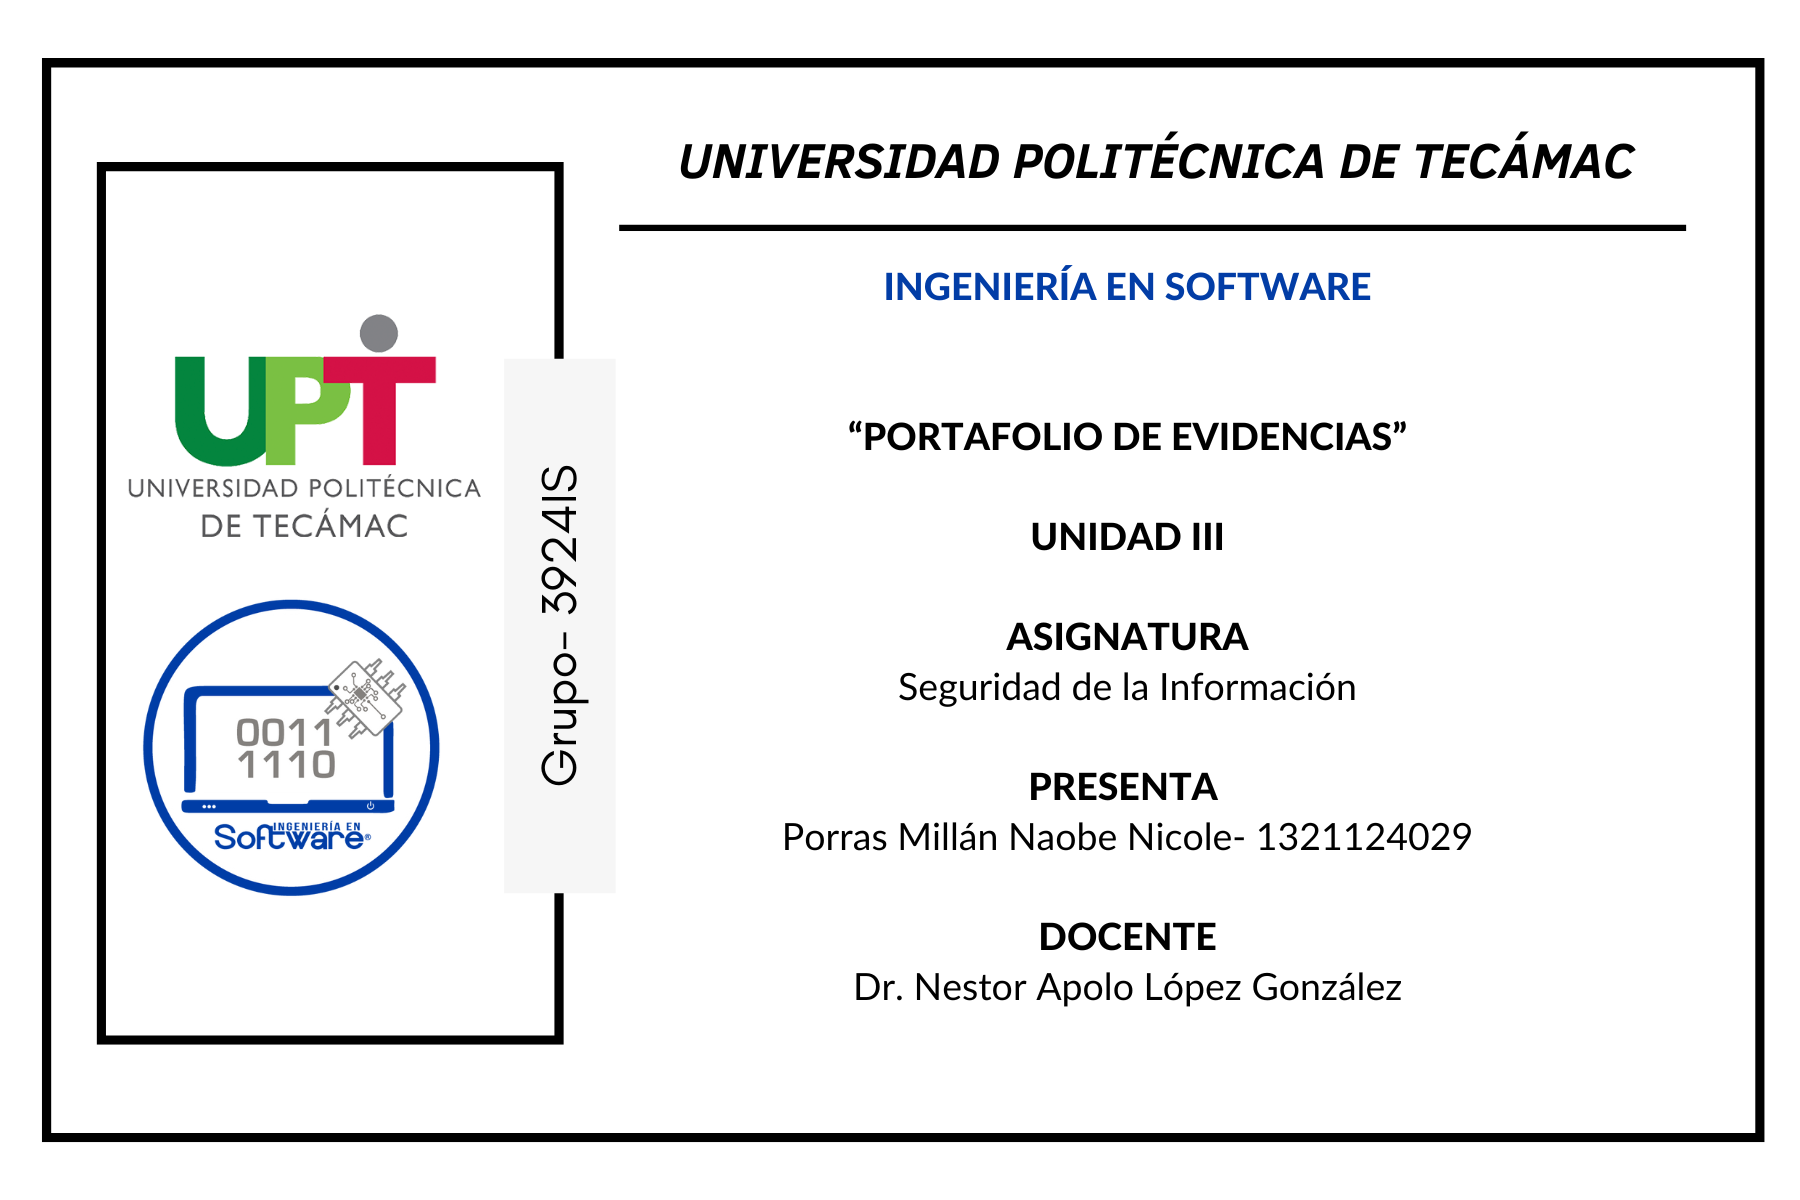 UNIVERSIDAD POLITÉCNICA DE TECÁMAC
INGENIERÍA EN SOFTWARE
“PORTAFOLIO DE EVIDENCIAS”
UNIDAD III
ASIGNATURA
Seguridad de la Información
PRESENTA
Porras Millán Naobe Nicole- 1321124029
DOCENTE
Dr. Nestor Apolo López González
UPT
UNIVERSIDAD POLITÉCNICA
DE TECÁMAC
0011
1110
INGENIERÍA EN
Software®
Grupo- 3924IS